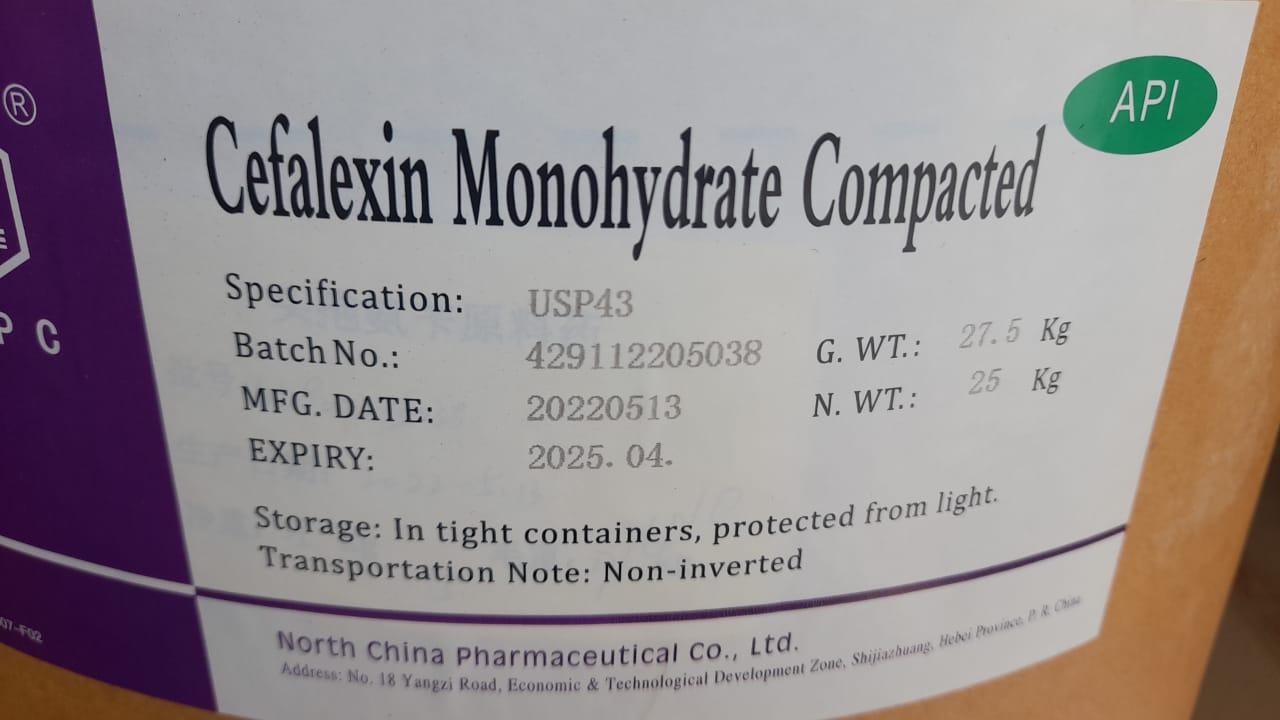 ®
API
Cefalexin Monohydrate Compacted
Specification: USP43
Batch No.: 429112205038 G. WT.: 27.5 Kg
MFG. DATE: 20220513 N. WT.: 25 Kg
EXPIRY: 2025. 04.
Storage: In tight containers, protected from light.
Transportation Note: Non-inverted
P C
07-F02
North China Pharmaceutical Co., Ltd.
Address: No. 18 Yangzi Road, Economic & Technological Development Zone, Shijiazhuang, Hebei Province, P. R. China